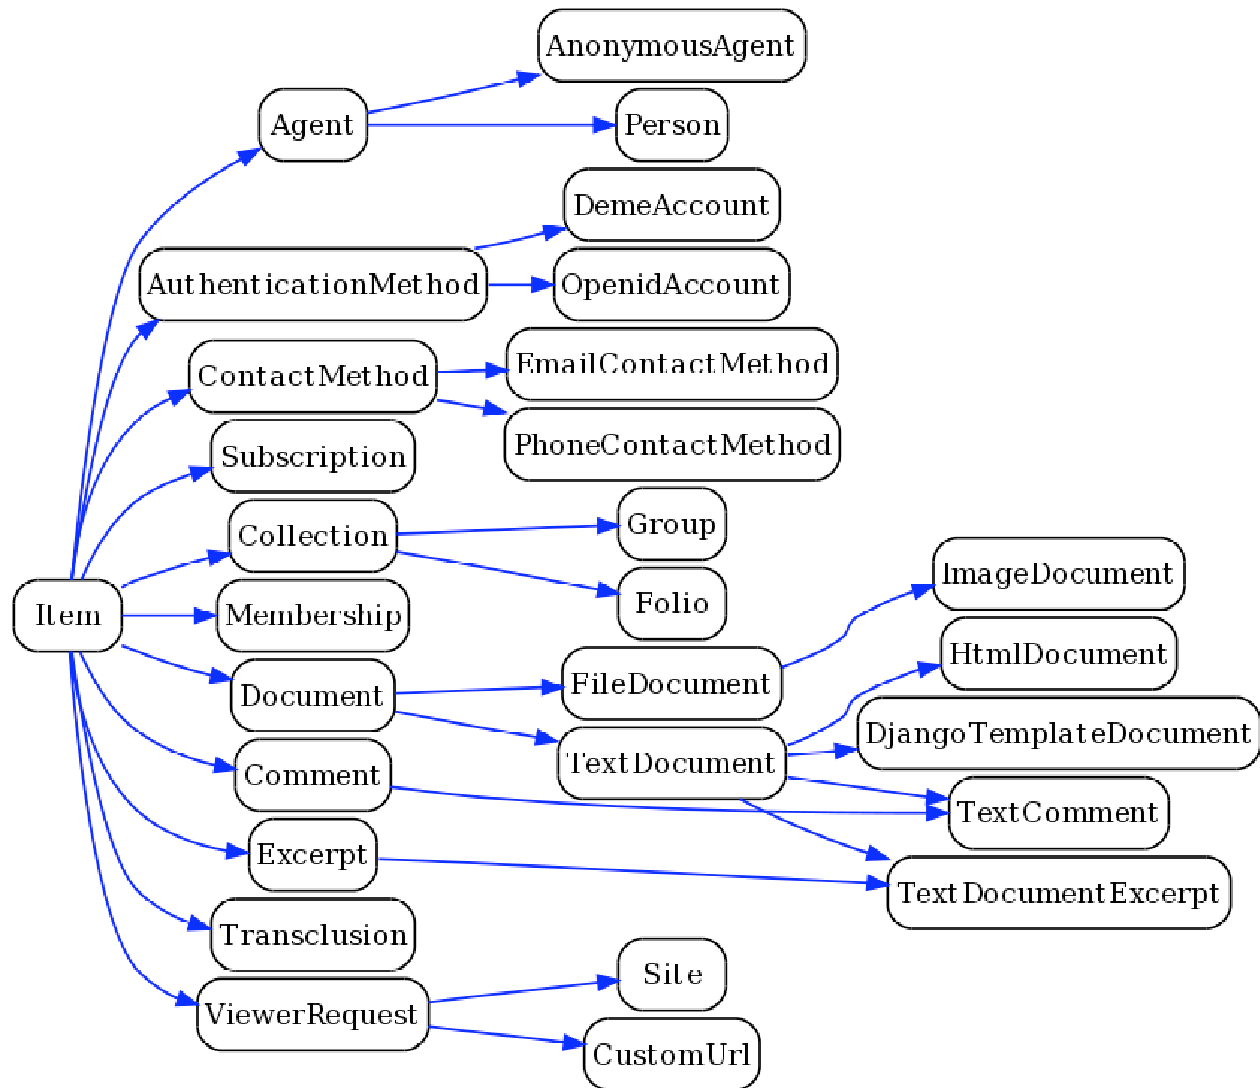 AnonymousAgent
Agent
Person
DemeAccount
AuthenticationMethod
OpenidAccount
EmailContactMethod
ContactMethod
PhoneContactMethod
Subscription
Group
Collection
ImageDocument
Folio
Item
Membership
HtmlDocument
FileDocument
Document
DjangoTemplateDocument
TextDocument
Comment
TextComment
Excerpt
TextDocumentExcerpt
Transclusion
Site
ViewerRequest
CustomUrl